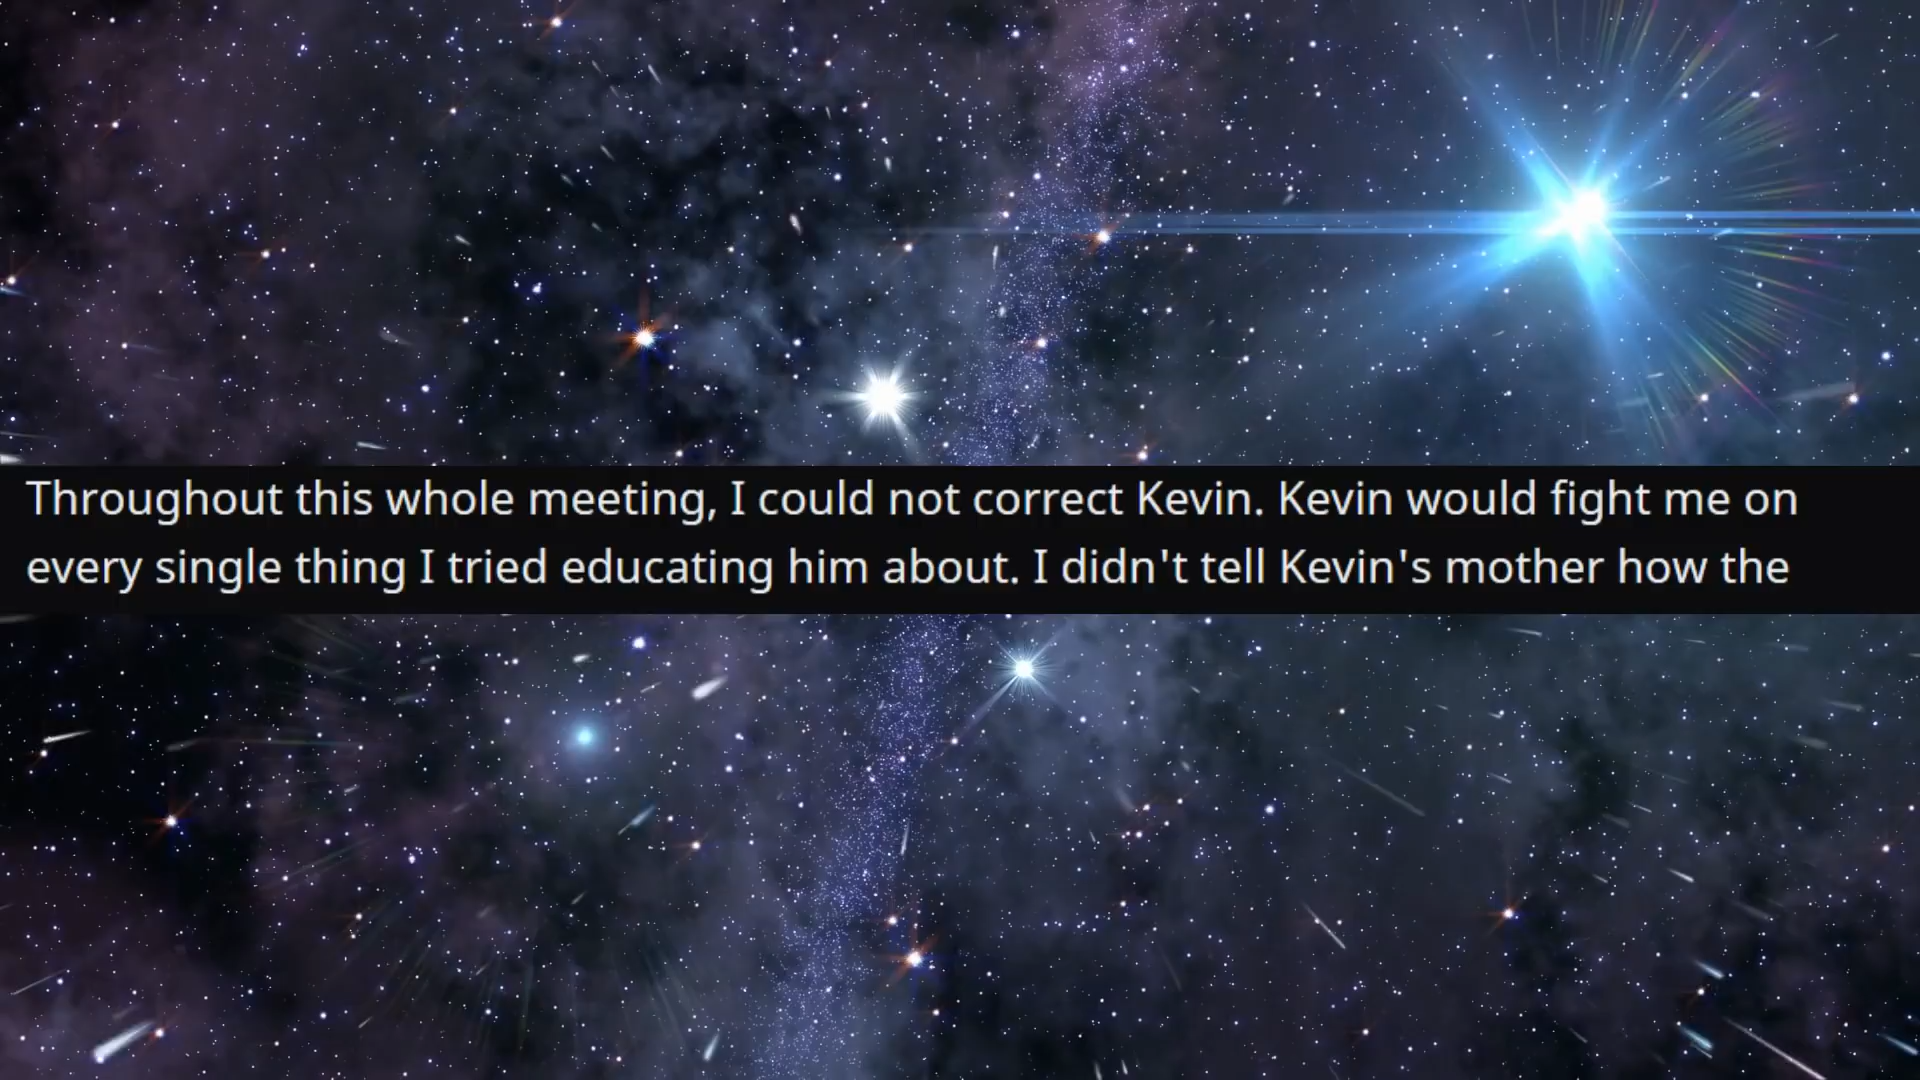 Throughout this whole meeting, I could not correct Kevin. Kevin would fight me on
every single thing I tried educating him about. I didn't tell Kevin's mother how the